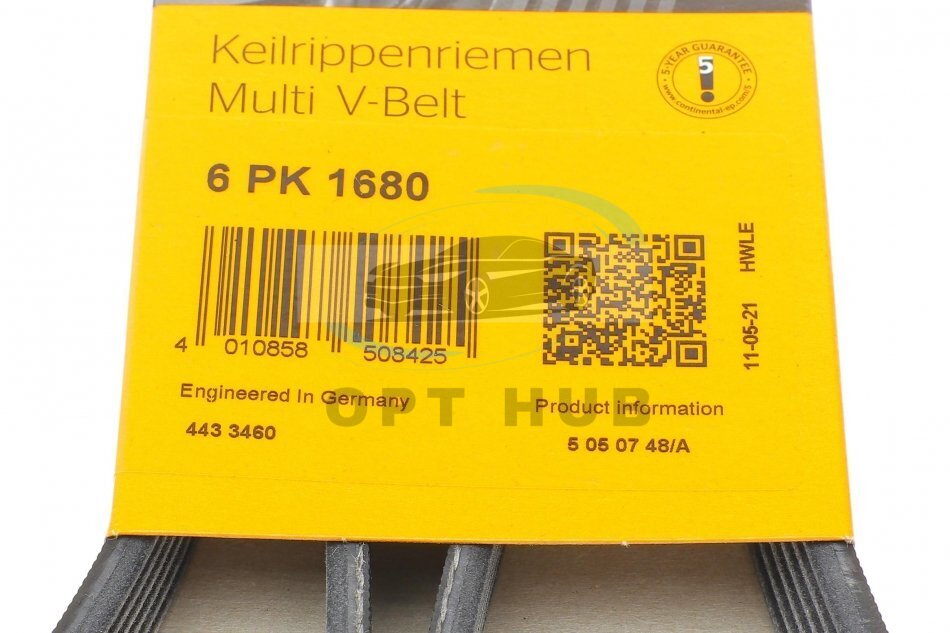 Keilrippenriemen
Multi V-Belt
5-YEAR GUARANTEE
5
www.continental-ep.com/5
6 PK 1680
4 010858 508425
HWLE
11-05-21
Engineered In Germany
OPT HUB
Product information
443 3460
5 05 07 48/A